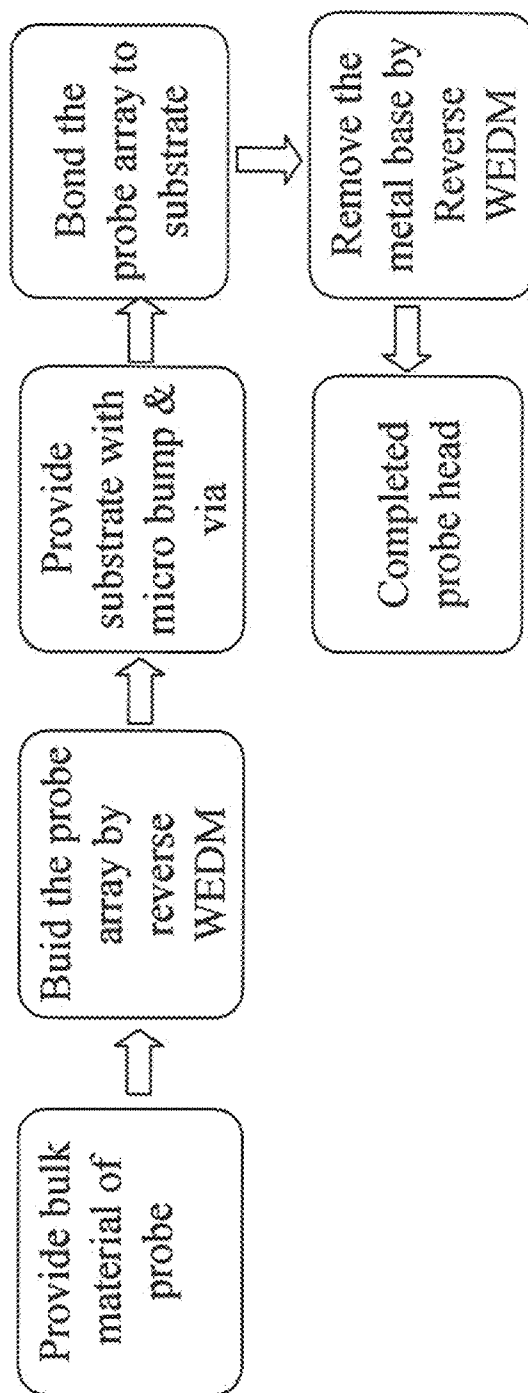 Provide bulk
material of
probe
Buid the probe
array by
reverse
WEDM
Provide
substrate with
micro bump &
via
Bond the
probe array to
substrate
Remove the
metal base by
Reverse
WEDM
Completed
probe head